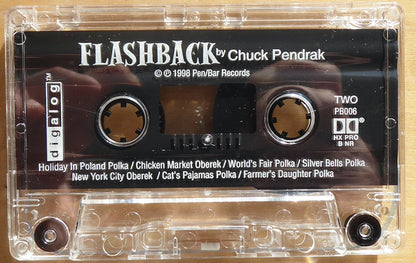 FLASHBACK by Chuck Pendrak
© ℗ 1998 Pen/Bar Records
digalog™
TWO
PB006
HX PRO
B NR
Holiday In Poland Polka / Chicken Market Oberek / World's Fair Polka / Silver Bells Polka
New York City Oberek / Cat's Pajamas Polka / Farmer's Daughter Polka